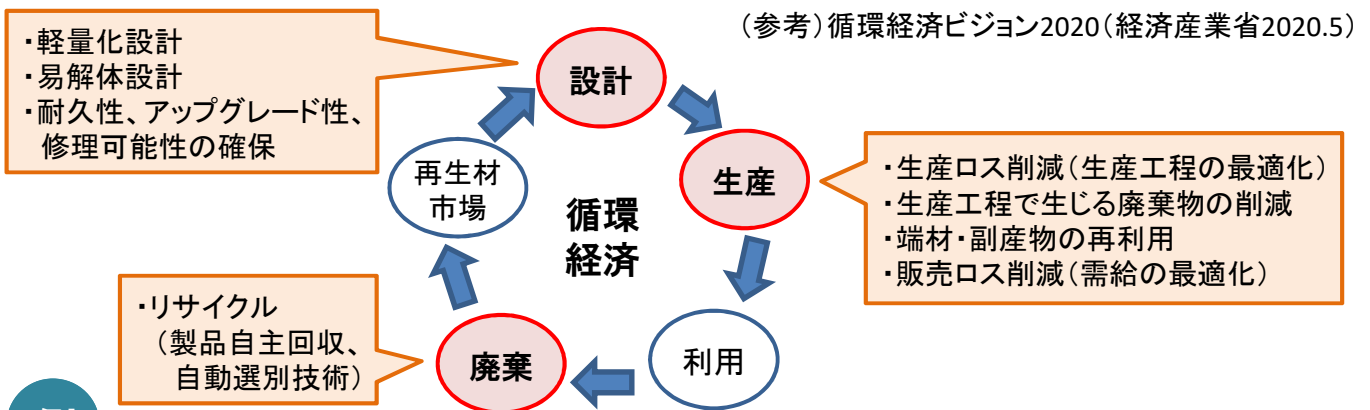 (参考)循環経済ビジョン2020(経済産業省2020.5)
・軽量化設計
・易解体設計
・耐久性、アップグレード性、
修理可能性の確保
設計
生産
・生産ロス削減(生産工程の最適化)
・生産工程で生じる廃棄物の削減
・端材・副産物の再利用
・販売ロス削減(需給の最適化)
再生材
市場
循環
経済
・リサイクル
(製品自主回収、
自動選別技術)
廃棄
利用